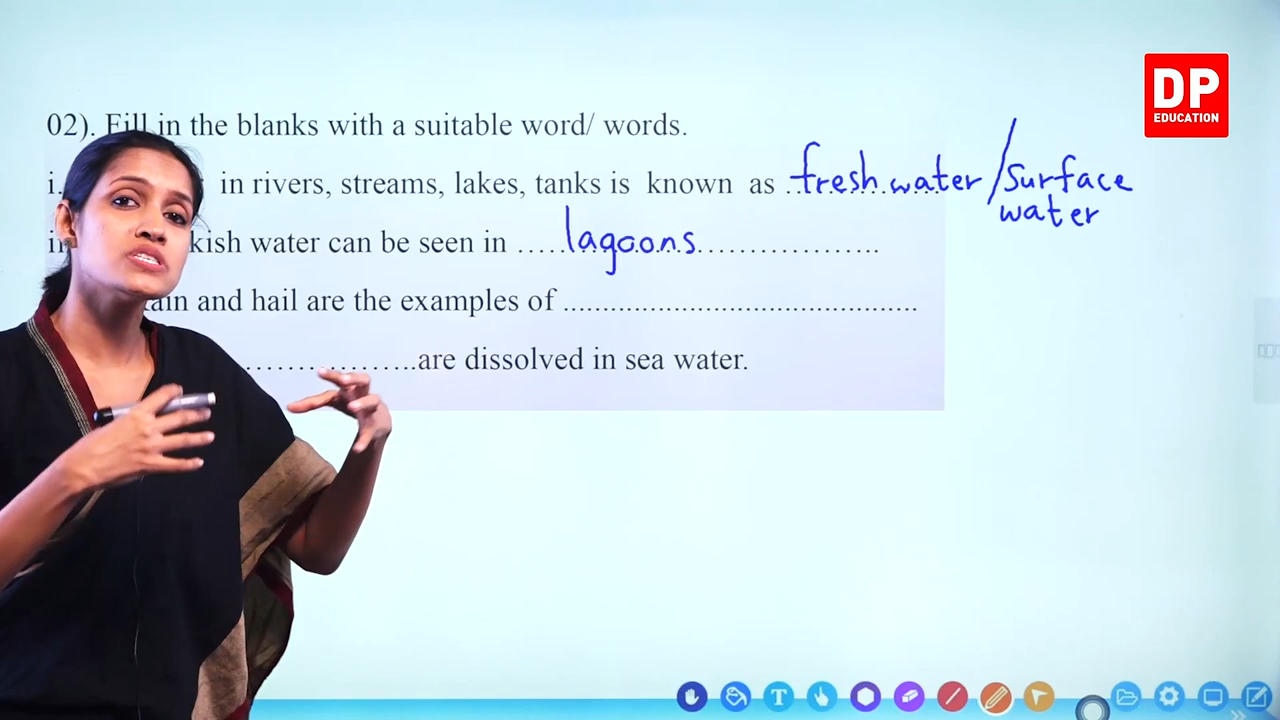 DP
EDUCATION
02). Fill in the blanks with a suitable word/ words.
i. in rivers, streams, lakes, tanks is known as freshwater/surface
water
kish water can be seen in ..... lagoons ..................
ain and hail are the examples of ..........................................
..................are dissolved in sea water.